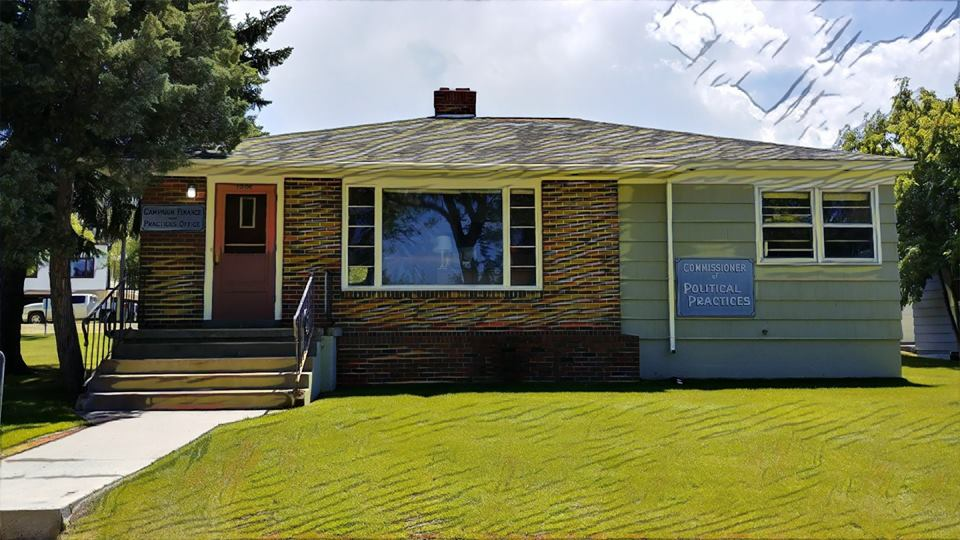 CAMPAIGN FINANCE
PRACTICES OFFICE
COMMISSIONER
of
POLITICAL
PRACTICES